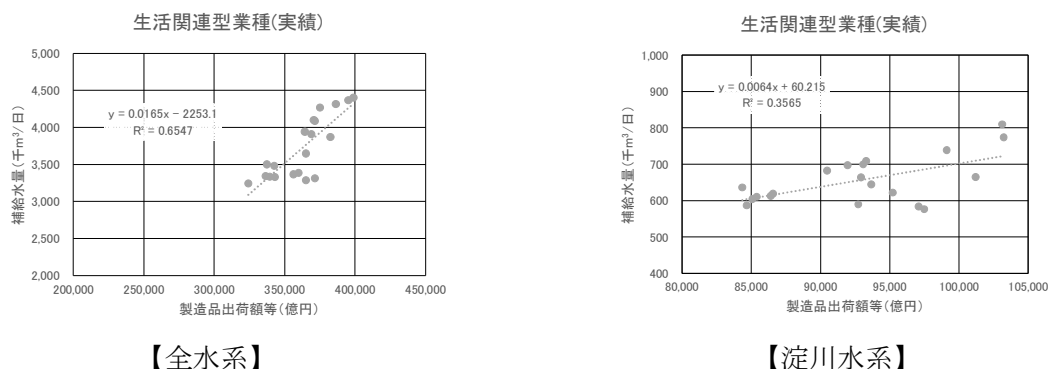 生活関連型業種(実績)
補給水量(千m³/日)
5,000
4,500
4,000
3,500
3,000
2,500
2,000
y = 0.0165x − 2253.1
R² = 0.6547
200,000 250,000 300,000 350,000 400,000 450,000
製造品出荷額等(億円)
【全水系】
生活関連型業種(実績)
補給水量(千m³/日)
1,000
900
800
700
600
500
400
y = 0.0064x + 60.215
R² = 0.3565
80,000 85,000 90,000 95,000 100,000 105,000
製造品出荷額等(億円)
【淀川水系】